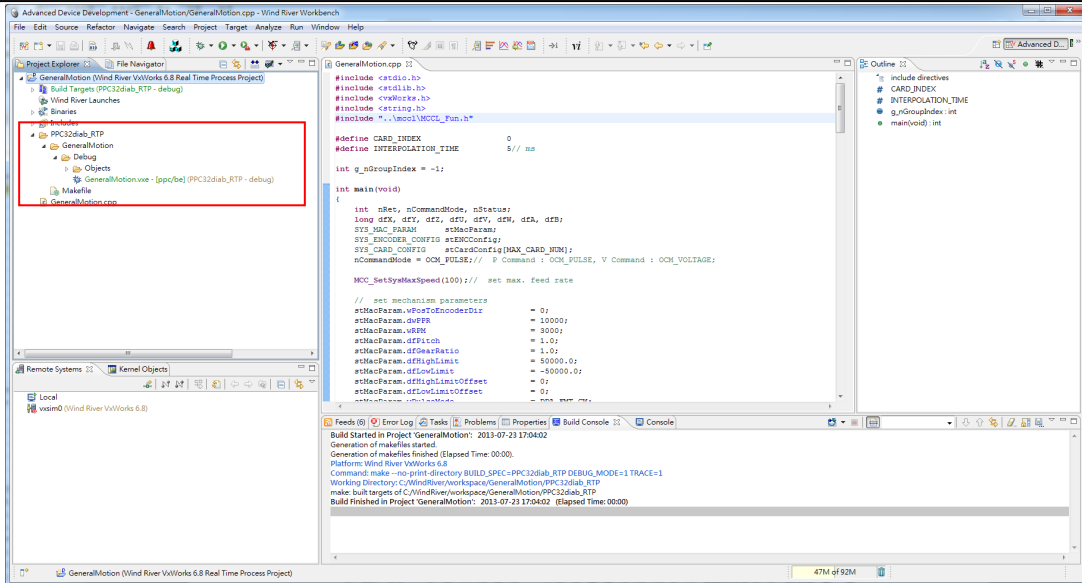 Advanced Device Development - GeneralMotion/GeneralMotion.cpp - Wind River Workbench
File Edit Source Refactor Navigate Search Project Target Analyze Run Window Help
Advanced D...
Project Explorer
File Navigator
GeneralMotion (Wind River VxWorks 6.8 Real Time Process Project)
Build Targets (PPC32diab_RTP - debug)
Wind River Launches
Binaries
Includes
PPC32diab_RTP
GeneralMotion
Debug
Objects
GeneralMotion.vxe - [ppc/be] (PPC32diab_RTP - debug)
Makefile
GeneralMotion.cpp
Remote Systems
Kernel Objects
Local
vxsim0 (Wind River VxWorks 6.8)
GeneralMotion.cpp
#include <stdio.h>
#include <stdlib.h>
#include <vxWorks.h>
#include <string.h>
#include "..\mccl\MCCL_Fun.h"
#define CARD_INDEX 0
#define INTERPOLATION_TIME 5// ms
int g_nGroupIndex = -1;
int main(void)
{
int nRet, nCommandMode, nStatus;
long dfX, dfY, dfZ, dfU, dfV, dfW, dfA, dfB;
SYS_MAC_PARAM stMacParam;
SYS_ENCODER_CONFIG stENCConfig;
SYS_CARD_CONFIG stCardConfig[MAX_CARD_NUM];
nCommandMode = OCM_PULSE;// P Command : OCM_PULSE, V Command : OCM_VOLTAGE;
MCC_SetSysMaxSpeed(100);// set max. feed rate
// set mechanism parameters
stMacParam.wPosToEncoderDir = 0;
stMacParam.dwPPR = 10000;
stMacParam.wRPM = 3000;
stMacParam.dfPitch = 1.0;
stMacParam.dfGearRatio = 1.0;
stMacParam.dfHighLimit = 50000.0;
stMacParam.dfLowLimit = -50000.0;
stMacParam.dfHighLimitOffset = 0;
stMacParam.dfLowLimitOffset = 0;
Outline
include directives
CARD_INDEX
INTERPOLATION_TIME
g_nGroupIndex : int
main(void) : int
Feeds (6) Error Log Tasks Problems Properties Build Console Console
Build Started in Project 'GeneralMotion': 2013-07-23 17:04:02
Generation of makefiles started.
Generation of makefiles finished (Elapsed Time: 00:00).
Platform: Wind River VxWorks 6.8
Command: make --no-print-directory BUILD_SPEC=PPC32diab_RTP DEBUG_MODE=1 TRACE=1
Working Directory: C:/WindRiver/workspace/GeneralMotion/PPC32diab_RTP
make: built targets of C:/WindRiver/workspace/GeneralMotion/PPC32diab_RTP
Build Finished in Project 'GeneralMotion': 2013-07-23 17:04:02 (Elapsed Time: 00:00)
GeneralMotion (Wind River VxWorks 6.8 Real Time Process Project)
47M of 92M